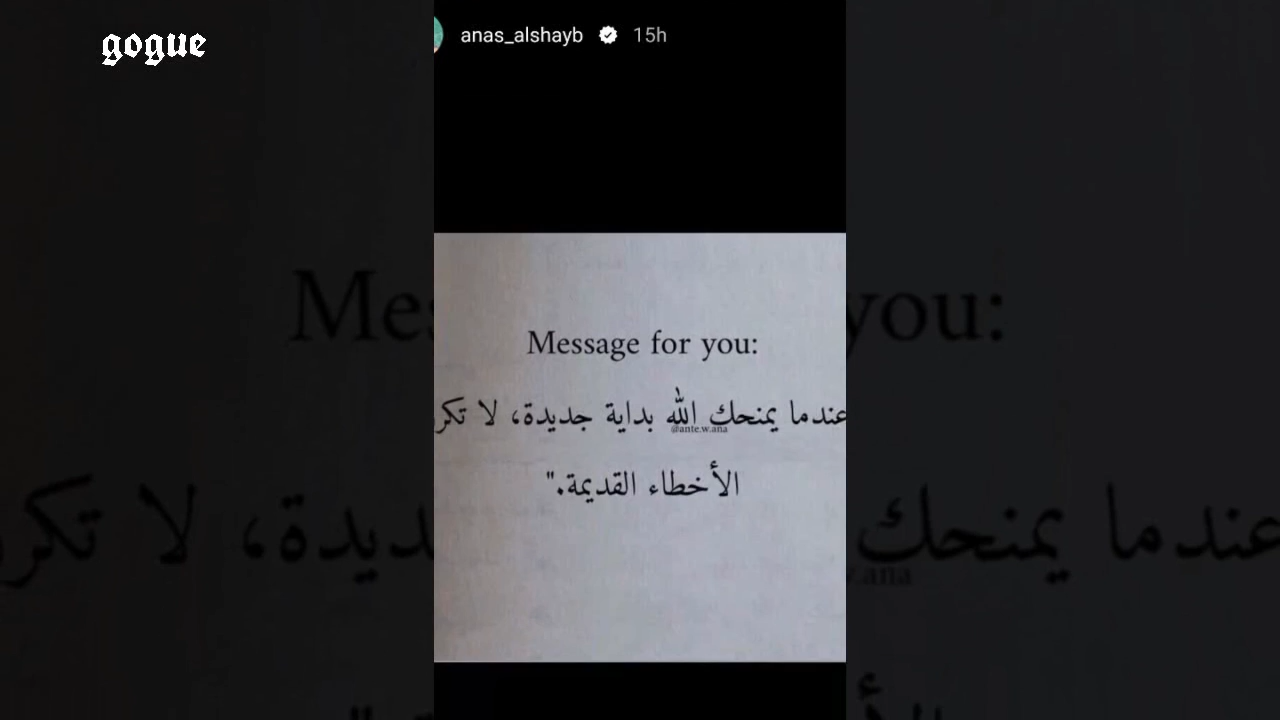 gogue
anas_alshayb 15h
Message for you:
عندما يمنحك الله بداية جديدة، لا تكر
@ante.w.ana
الأخطاء القديمة."